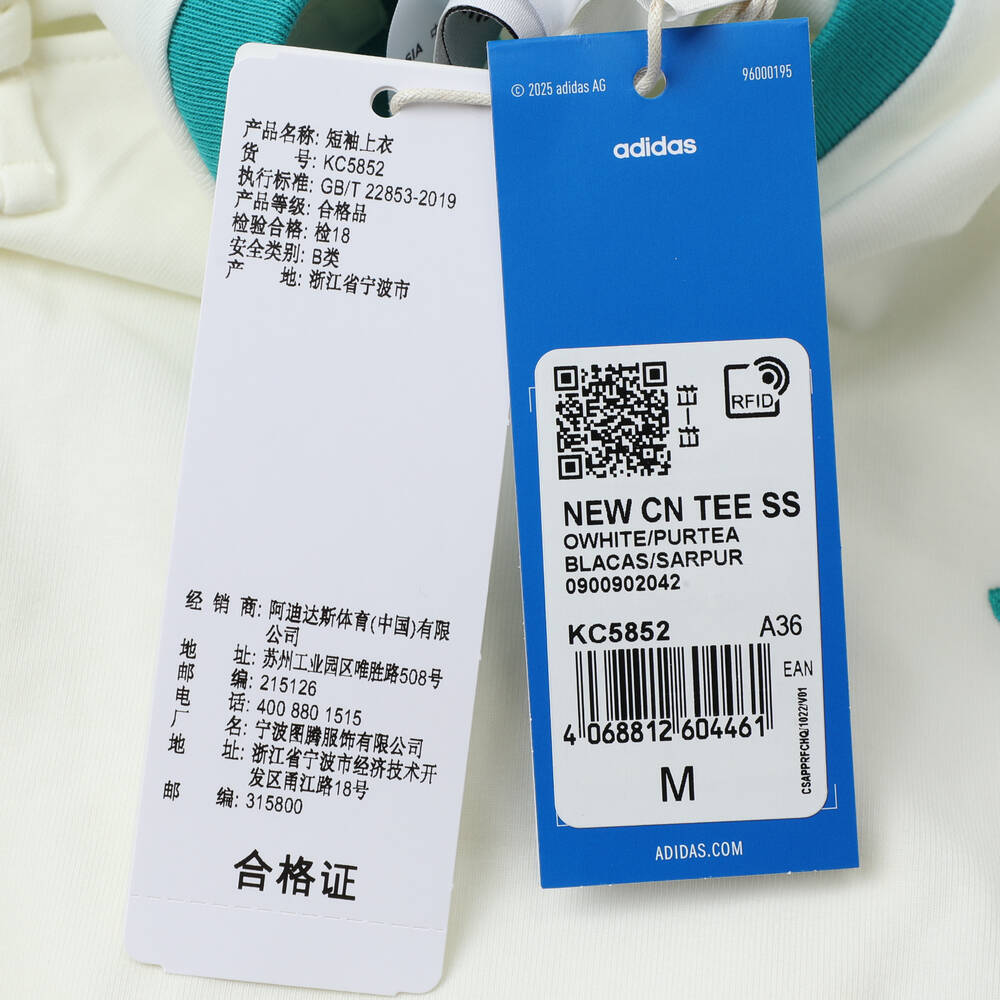 产品名称: 短袖上衣
货 号: KC5852
执行标准: GB/T 22853-2019
产品等级: 合格品
检验合格: 检18
安全类别: B类
产 地: 浙江省宁波市
经 销 商: 阿迪达斯体育(中国)有限
公司
地 址: 苏州工业园区唯胜路508号
邮 编: 215126
电 话: 400 880 1515
厂 名: 宁波图腾服饰有限公司
地 址: 浙江省宁波市经济技术开
发区甬江路18号
邮 编: 315800
合格证
© 2025 adidas AG
96000195
adidas
扫一扫
RFID
NEW CN TEE SS
OWHITE/PURTEA
BLACAS/SARPUR
0900902042
KC5852 A36
EAN
4 068812 604461
CSAPPRFCHQ/1022/V01
M
ADIDAS.COM